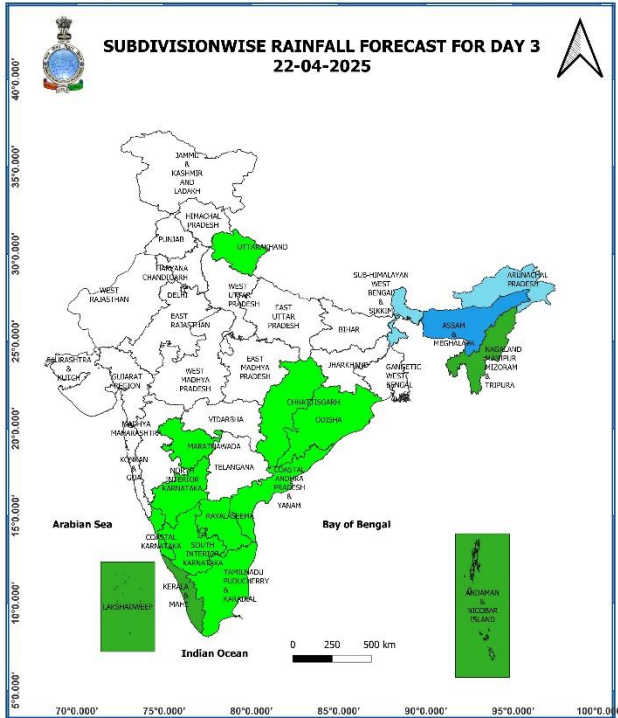 SUBDIVISIONWISE RAINFALL FORECAST FOR DAY 3
22-04-2025
40°0.000'
35°0.000'
30°0.000'
25°0.000'
20°0.000'
15°0.000'
10°0.000'
5°0.000'
JAMMU
&
KASHMIR
AND
LADAKH
HIMACHAL
PRADESH
PUNJAB
UTTARAKHAND
HARYANA
CHANDIGARH
&
DELHI
WEST
RAJASTHAN
WEST
UTTAR
PRADESH
EAST
RAJASTHAN
EAST
UTTAR
PRADESH
SUB-HIMALAYAN
WEST
BENGAL
&
SIKKIM
ARUNACHAL
PRADESH
ASSAM
&
MEGHALAYA
NAGALAND
MANIPUR
MIZORAM
&
TRIPURA
BIHAR
SAURASHTRA
&
KUTCH
GUJARAT
REGION
WEST
MADHYA
PRADESH
EAST
MADHYA
PRADESH
JHARKHAND
GANGETIC
WEST
BENGAL
CHHATTISGARH
ODISHA
MADHYA
MAHARASHTRA
VIDARBHA
MARATHAWADA
KONKAN
&
GOA
NORTH
INTERIOR
KARNATAKA
TELANGANA
COASTAL
ANDHRA
PRADESH
&
YANAM
Arabian Sea
Bay of Bengal
RAYALASEEMA
COASTAL
KARNATAKA
SOUTH
INTERIOR
KARNATAKA
TAMILNADU
PUDUCHERRY
&
KARAIKAL
KERALA
&
MAHE
LAKSHADWEEP
ANDAMAN
&
NICOBAR
ISLAND
Indian Ocean
0 250 500 km
70°0.000' 75°0.000' 80°0.000' 85°0.000' 90°0.000' 95°0.000' 100°0.000